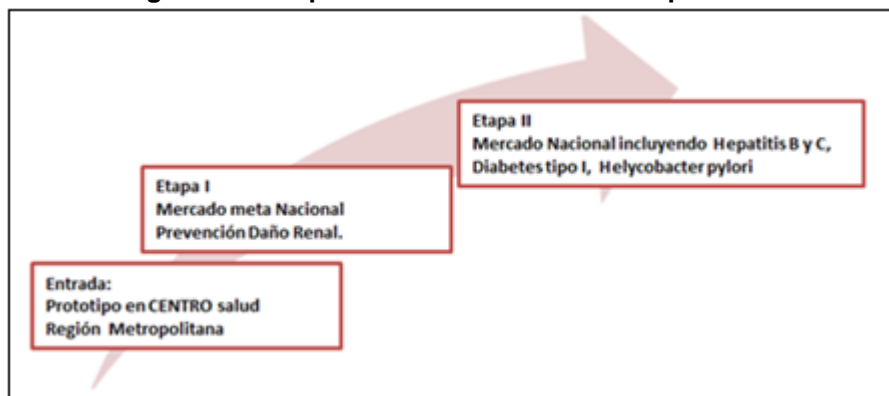 Etapa II
Mercado Nacional incluyendo Hepatitis B y C,
Diabetes tipo I, Helycobacter pylori
Etapa I
Mercado meta Nacional
Prevención Daño Renal.
Entrada:
Prototipo en CENTRO salud
Región Metropolitana